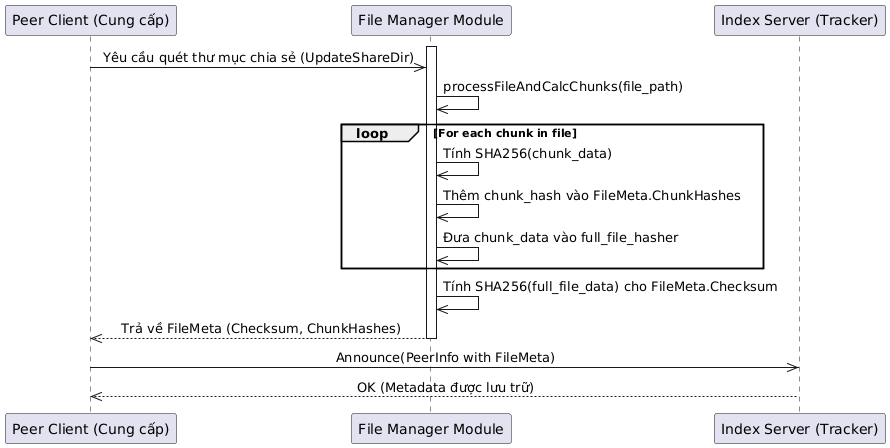 Peer Client (Cung cấp)
File Manager Module
Index Server (Tracker)
Yêu cầu quét thư mục chia sẻ (UpdateShareDir)
processFileAndCalcChunks(file_path)
loop
[For each chunk in file]
Tính SHA256(chunk_data)
Thêm chunk_hash vào FileMeta.ChunkHashes
Đưa chunk_data vào full_file_hasher
Tính SHA256(full_file_data) cho FileMeta.Checksum
Trả về FileMeta (Checksum, ChunkHashes)
Announce(PeerInfo with FileMeta)
OK (Metadata được lưu trữ)
Peer Client (Cung cấp)
File Manager Module
Index Server (Tracker)